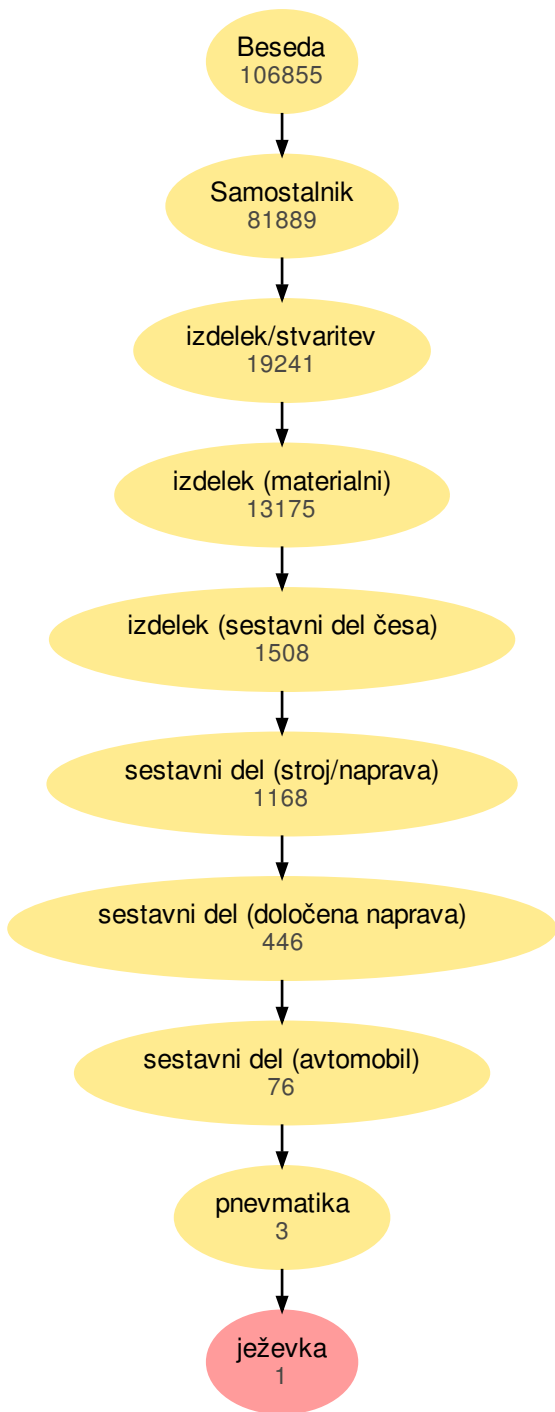 Beseda
106855
Samostalnik
81889
izdelek/stvaritev
19241
izdelek (materialni)
13175
izdelek (sestavni del česa)
1508
sestavni del (stroj/naprava)
1168
sestavni del (določena naprava)
446
sestavni del (avtomobil)
76
pnevmatika
3
ježevka
1